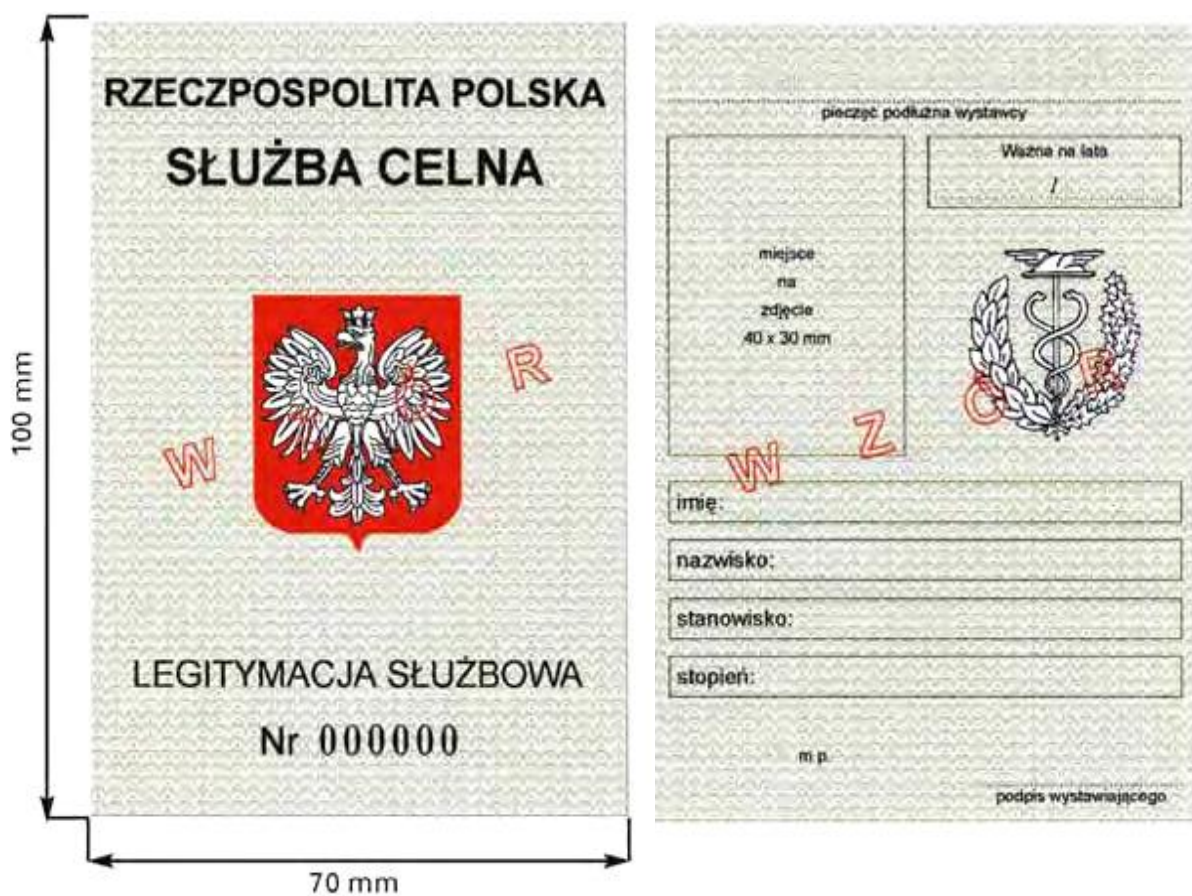 RZECZPOSPOLITA POLSKA
SŁUŻBA CELNA
W R
LEGITYMACJA SŁUŻBOWA
Nr 000000
100 mm
70 mm
pieczęć podłużna wystawcy
Ważna na lata
/
miejsce
na
zdjęcie
40 x 30 mm
W Z Ó R
imię:
nazwisko:
stanowisko:
stopień:
m p.
podpis wystawiającego